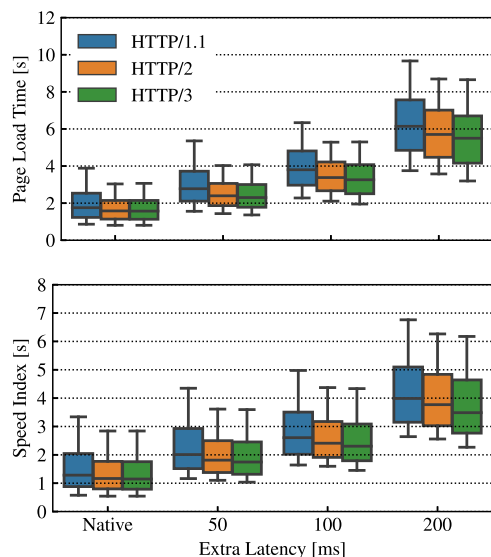 12
10
8
6
4
2
0
Page Load Time [s]
HTTP/1.1
HTTP/2
HTTP/3
8
7
6
5
4
3
2
1
0
Speed Index [s]
Native
50
100
200
Extra Latency [ms]